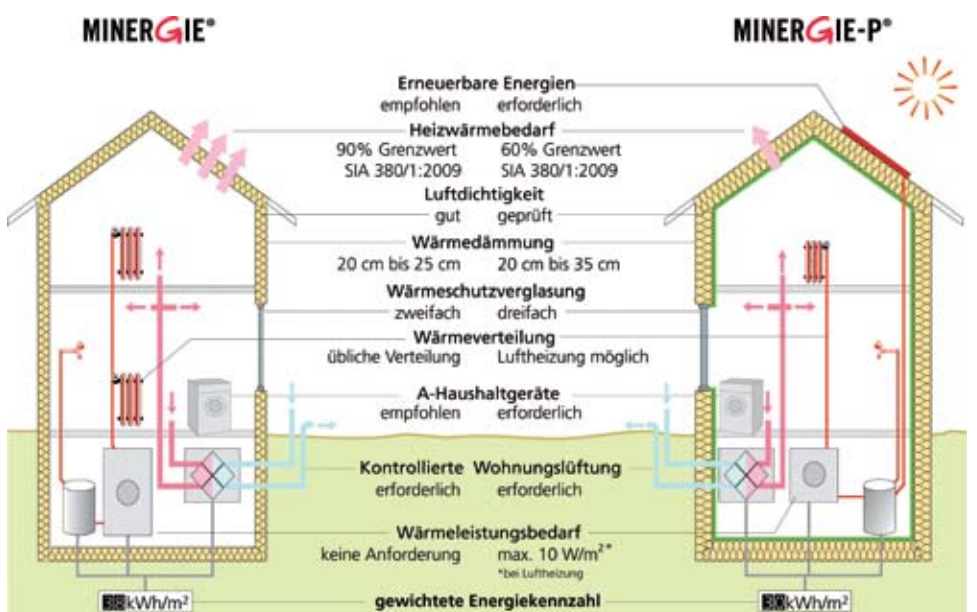 MINERGIE® MINERGIE-P®
Erneuerbare Energien
empfohlen erforderlich
Heizwärmebedarf
90% Grenzwert 60% Grenzwert
SIA 380/1:2009 SIA 380/1:2009
Luftdichtigkeit
gut geprüft
Wärmedämmung
20 cm bis 25 cm 20 cm bis 35 cm
Wärmeschutzverglasung
zweifach dreifach
Wärmeverteilung
übliche Verteilung Luftheizung möglich
A-Haushaltgeräte
empfohlen erforderlich
Kontrollierte Wohnungslüftung
erforderlich erforderlich
Wärmeleistungsbedarf
keine Anforderung max. 10 W/m²*
*bei Luftheizung
38kWh/m² gewichtete Energiekennzahl 30kWh/m²